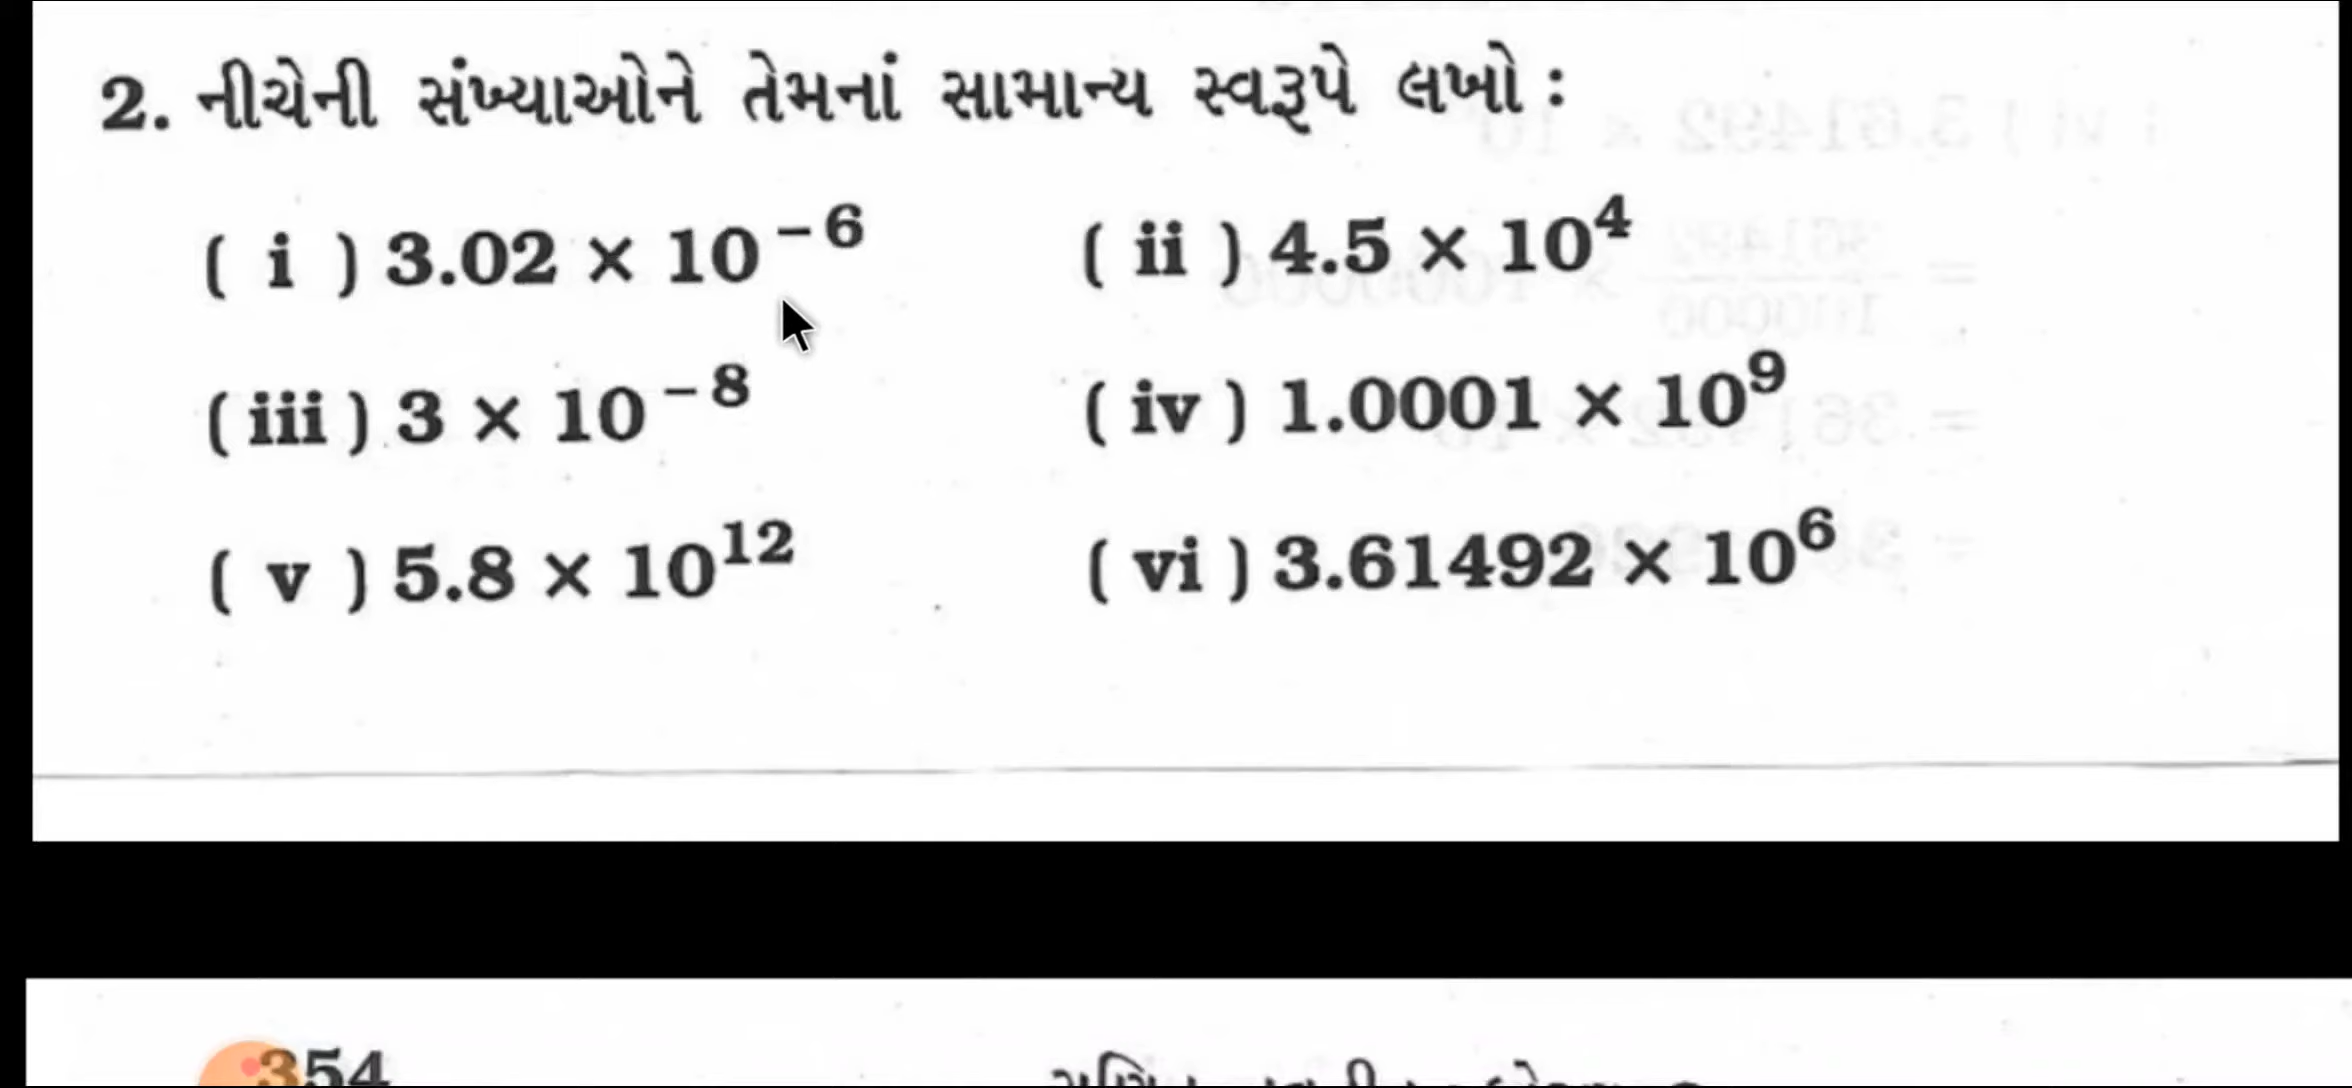 2. નીચેની સંખ્યાઓને તેમનાં સામાન્ય સ્વરૂપે લખો :
( i ) 3.02 × 10⁻⁶ ( ii ) 4.5 × 10⁴
( iii ) 3 × 10⁻⁸ ( iv ) 1.0001 × 10⁹
( v ) 5.8 × 10¹² ( vi ) 3.61492 × 10⁶
354